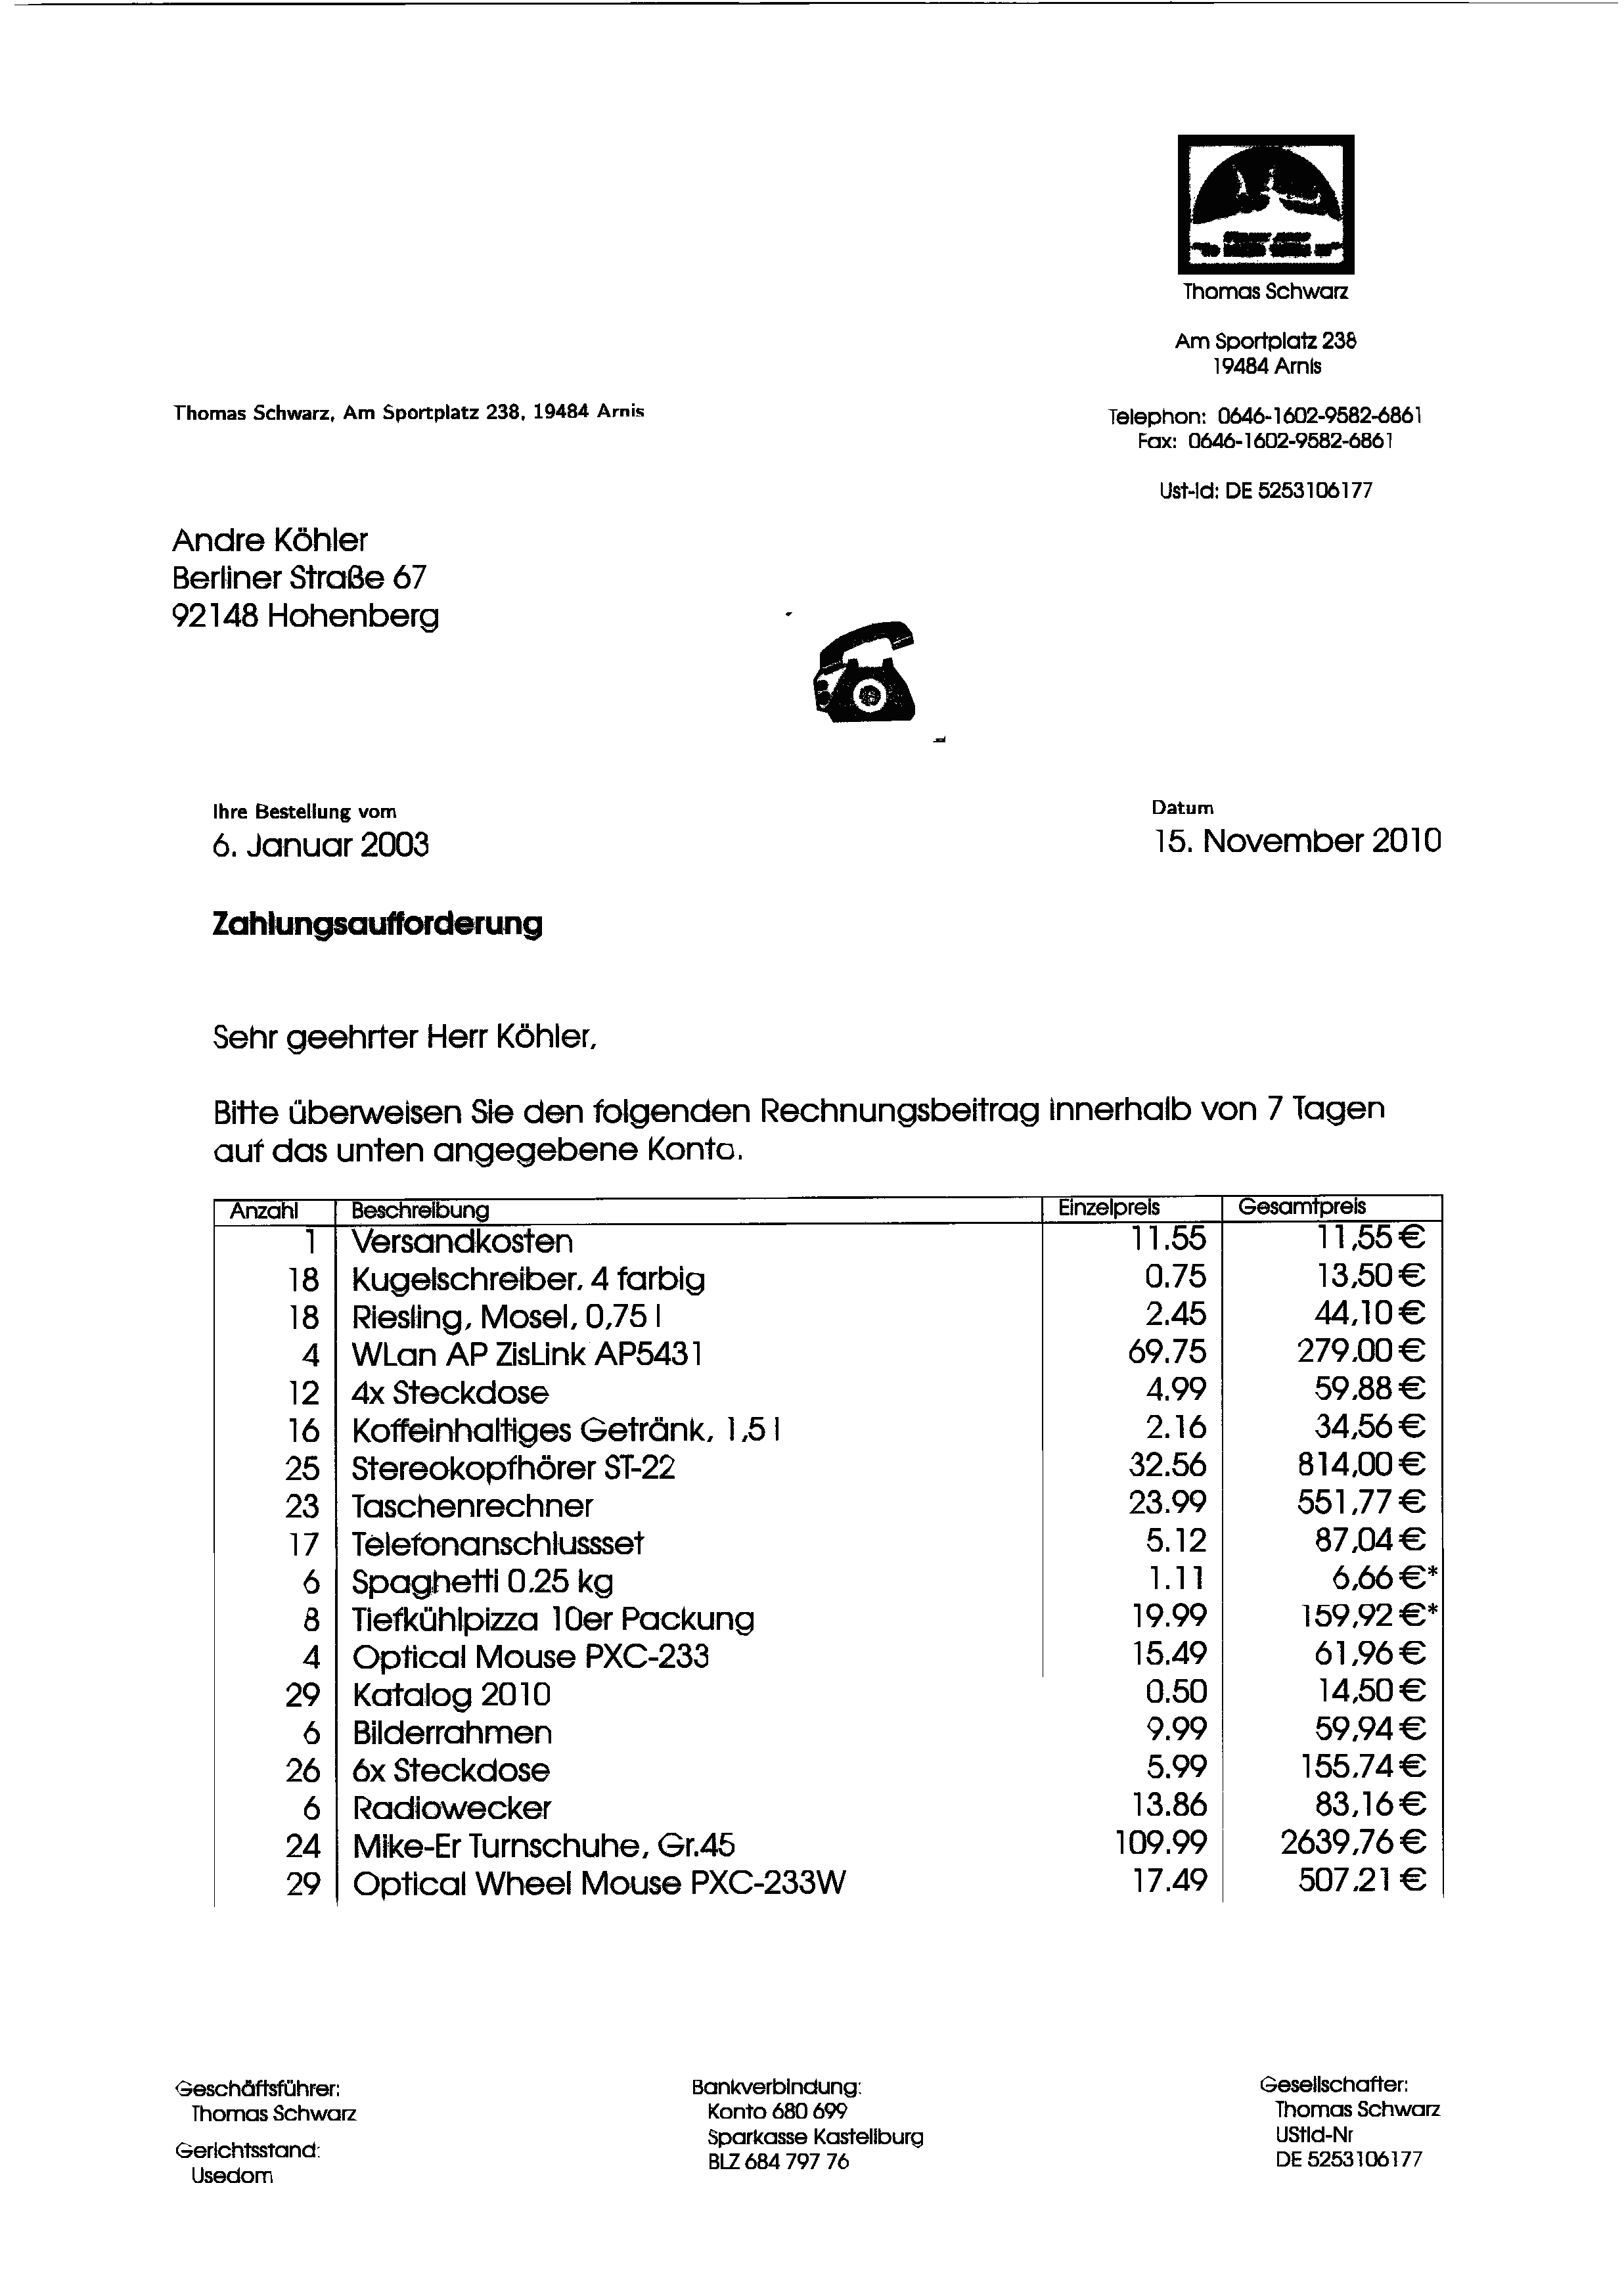 Thomas Schwarz
Am Sportplatz 238
19484 Arnis
Thomas Schwarz, Am Sportplatz 238, 19484 Arnis
Telephon: 0646-1602-9582-6861
Fax: 0646-1602-9582-6861
Ust-Id: DE 5253106177
Andre Köhler
Berliner Straße 67
92148 Hohenberg
Ihre Bestellung vom
6. Januar 2003
Datum
15. November 2010
Zahlungsaufforderung
Sehr geehrter Herr Köhler,
Bitte überweisen Sie den folgenden Rechnungsbeitrag innerhalb von 7 Tagen
auf das unten angegebene Konto.
Anzahl Beschreibung Einzelpreis Gesamtpreis
1 Versandkosten 11.55 11,55 €
18 Kugelschreiber, 4 farbig 0.75 13,50 €
18 Riesling, Mosel, 0,75 l 2.45 44,10 €
4 WLan AP ZisLink AP5431 69.75 279,00 €
12 4x Steckdose 4.99 59,88 €
16 Koffeinhaltiges Getränk, 1,5 l 2.16 34,56 €
25 Stereokopfhörer ST-22 32.56 814,00 €
23 Taschenrechner 23.99 551,77 €
17 Telefonanschlussset 5.12 87,04 €
6 Spaghetti 0,25 kg 1.11 6,66 €*
8 Tiefkühlpizza 10er Packung 19.99 159,92 €*
4 Optical Mouse PXC-233 15.49 61,96 €
29 Katalog 2010 0.50 14,50 €
6 Bilderrahmen 9.99 59,94 €
26 6x Steckdose 5.99 155,74 €
6 Radiowecker 13.86 83,16 €
24 Mike-Er Turnschuhe, Gr.45 109.99 2639,76 €
29 Optical Wheel Mouse PXC-233W 17.49 507,21 €
Geschäftsführer:
Thomas Schwarz
Gerichtsstand:
Usedom
Bankverbindung:
Konto 680 699
Sparkasse Kastellburg
BLZ 684 797 76
Gesellschafter:
Thomas Schwarz
UStId-Nr
DE 5253106177